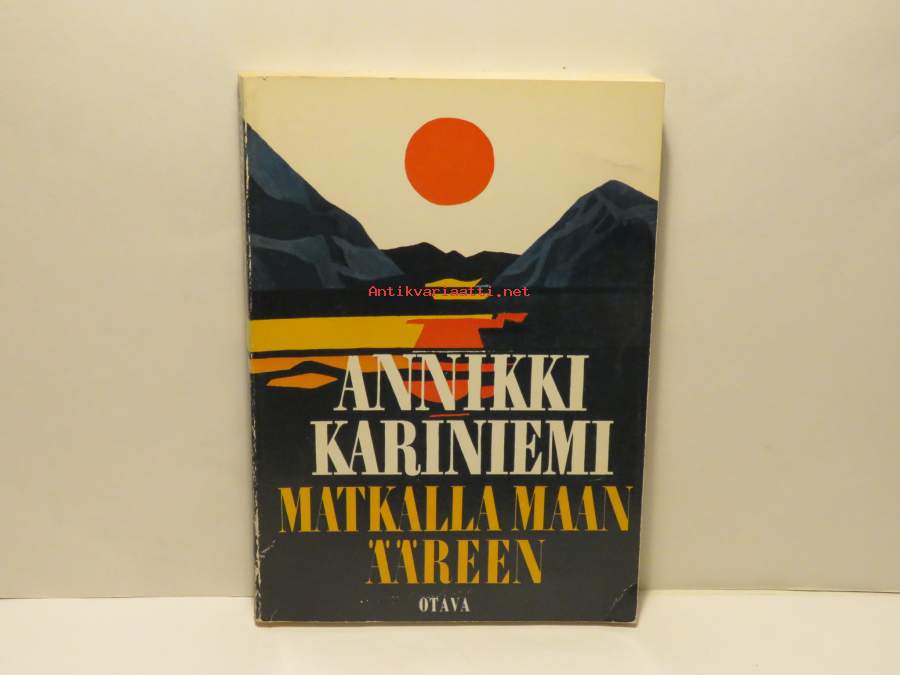 Antikvariaatti.net
ANNIKKI
KARINIEMI
MATKALLA MAAN
ÄÄREEN
OTAVA